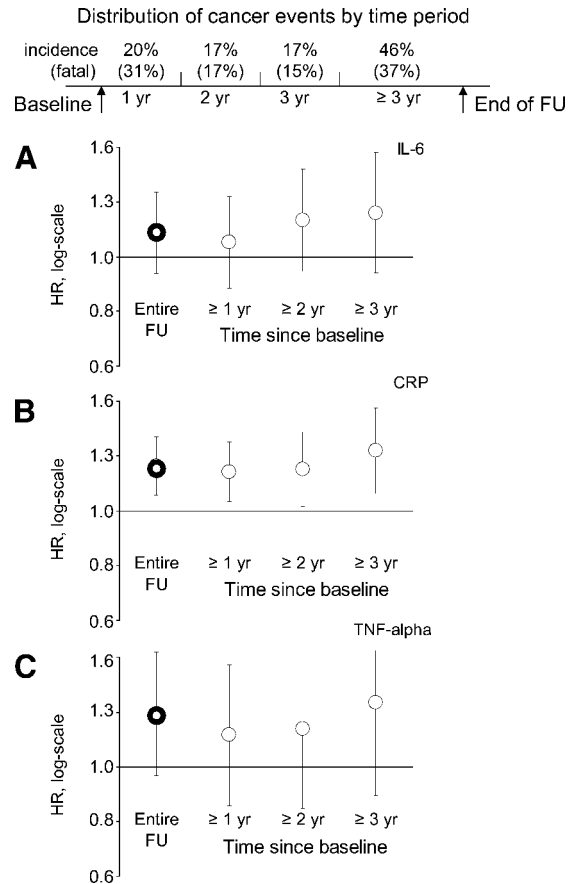 Distribution of cancer events by time period
incidence 20% 17% 17% 46%
(fatal) (31%) (17%) (15%) (37%)
Baseline 1 yr 2 yr 3 yr ≥ 3 yr End of FU
A
IL-6
HR, log-scale
1.6
1.3
1.0
0.8
0.6
Entire FU ≥ 1 yr ≥ 2 yr ≥ 3 yr
Time since baseline
B
CRP
HR, log-scale
1.6
1.3
1.0
0.8
0.6
Entire FU ≥ 1 yr ≥ 2 yr ≥ 3 yr
Time since baseline
C
TNF-alpha
HR, log-scale
1.6
1.3
1.0
0.8
0.6
Entire FU ≥ 1 yr ≥ 2 yr ≥ 3 yr
Time since baseline